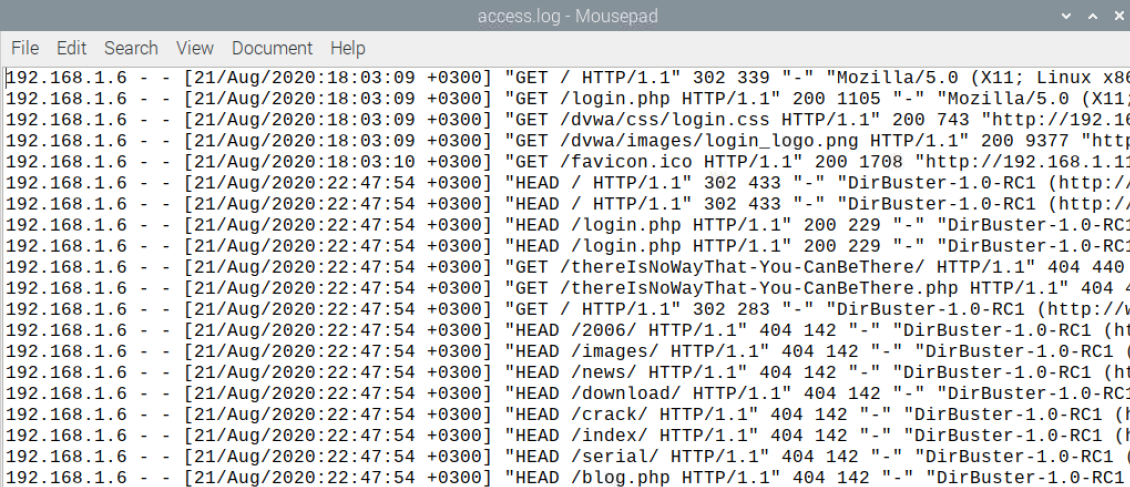 access.log - Mousepad
File Edit Search View Document Help
192.168.1.6 - - [21/Aug/2020:18:03:09 +0300] "GET / HTTP/1.1" 302 339 "-" "Mozilla/5.0 (X11; Linux x86
192.168.1.6 - - [21/Aug/2020:18:03:09 +0300] "GET /login.php HTTP/1.1" 200 1105 "-" "Mozilla/5.0 (X11;
192.168.1.6 - - [21/Aug/2020:18:03:09 +0300] "GET /dvwa/css/login.css HTTP/1.1" 200 743 "http://192.16
192.168.1.6 - - [21/Aug/2020:18:03:09 +0300] "GET /dvwa/images/login_logo.png HTTP/1.1" 200 9377 "http
192.168.1.6 - - [21/Aug/2020:18:03:10 +0300] "GET /favicon.ico HTTP/1.1" 200 1708 "http://192.168.1.11
192.168.1.6 - - [21/Aug/2020:22:47:54 +0300] "HEAD / HTTP/1.1" 302 433 "-" "DirBuster-1.0-RC1 (http://
192.168.1.6 - - [21/Aug/2020:22:47:54 +0300] "HEAD / HTTP/1.1" 302 433 "-" "DirBuster-1.0-RC1 (http://
192.168.1.6 - - [21/Aug/2020:22:47:54 +0300] "HEAD /login.php HTTP/1.1" 200 229 "-" "DirBuster-1.0-RC1
192.168.1.6 - - [21/Aug/2020:22:47:54 +0300] "HEAD /login.php HTTP/1.1" 200 229 "-" "DirBuster-1.0-RC1
192.168.1.6 - - [21/Aug/2020:22:47:54 +0300] "GET /thereIsNoWayThat-You-CanBeThere/ HTTP/1.1" 404 440
192.168.1.6 - - [21/Aug/2020:22:47:54 +0300] "GET /thereIsNoWayThat-You-CanBeThere.php HTTP/1.1" 404 4
192.168.1.6 - - [21/Aug/2020:22:47:54 +0300] "GET / HTTP/1.1" 302 283 "-" "DirBuster-1.0-RC1 (http://w
192.168.1.6 - - [21/Aug/2020:22:47:54 +0300] "HEAD /2006/ HTTP/1.1" 404 142 "-" "DirBuster-1.0-RC1 (ht
192.168.1.6 - - [21/Aug/2020:22:47:54 +0300] "HEAD /images/ HTTP/1.1" 404 142 "-" "DirBuster-1.0-RC1 (
192.168.1.6 - - [21/Aug/2020:22:47:54 +0300] "HEAD /news/ HTTP/1.1" 404 142 "-" "DirBuster-1.0-RC1 (ht
192.168.1.6 - - [21/Aug/2020:22:47:54 +0300] "HEAD /download/ HTTP/1.1" 404 142 "-" "DirBuster-1.0-RC1
192.168.1.6 - - [21/Aug/2020:22:47:54 +0300] "HEAD /crack/ HTTP/1.1" 404 142 "-" "DirBuster-1.0-RC1 (h
192.168.1.6 - - [21/Aug/2020:22:47:54 +0300] "HEAD /index/ HTTP/1.1" 404 142 "-" "DirBuster-1.0-RC1 (h
192.168.1.6 - - [21/Aug/2020:22:47:54 +0300] "HEAD /serial/ HTTP/1.1" 404 142 "-" "DirBuster-1.0-RC1 (
192.168.1.6 - - [21/Aug/2020:22:47:54 +0300] "HEAD /blog.php HTTP/1.1" 404 142 "-" "DirBuster-1.0-RC1